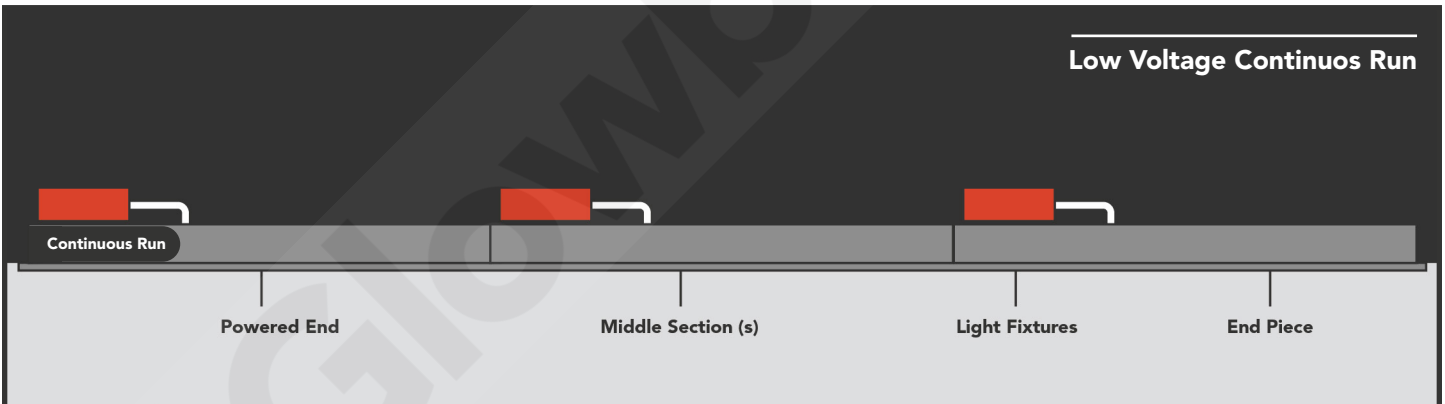 Low Voltage Continuos Run
Continuous Run
Powered End
Middle Section (s)
Light Fixtures
End Piece